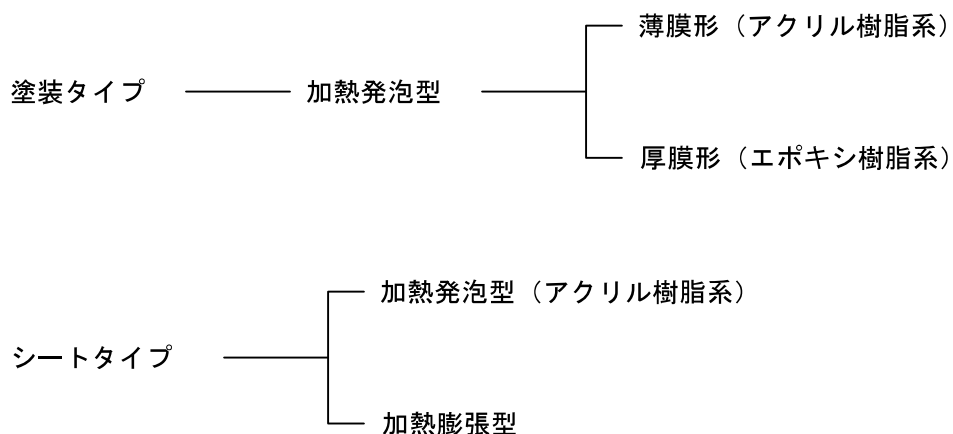 薄膜形（アクリル樹脂系）
塗装タイプ
加熱発泡型
厚膜形（エポキシ樹脂系）
加熱発泡型（アクリル樹脂系）
シートタイプ
加熱膨張型